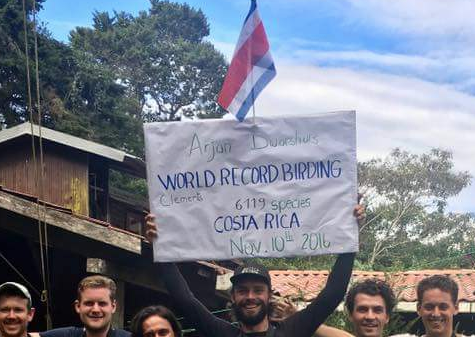 Arjan Dwarshuis
WORLD RECORD BIRDING
Clements 6119 species
COSTA RICA
Nov. 10th 2016